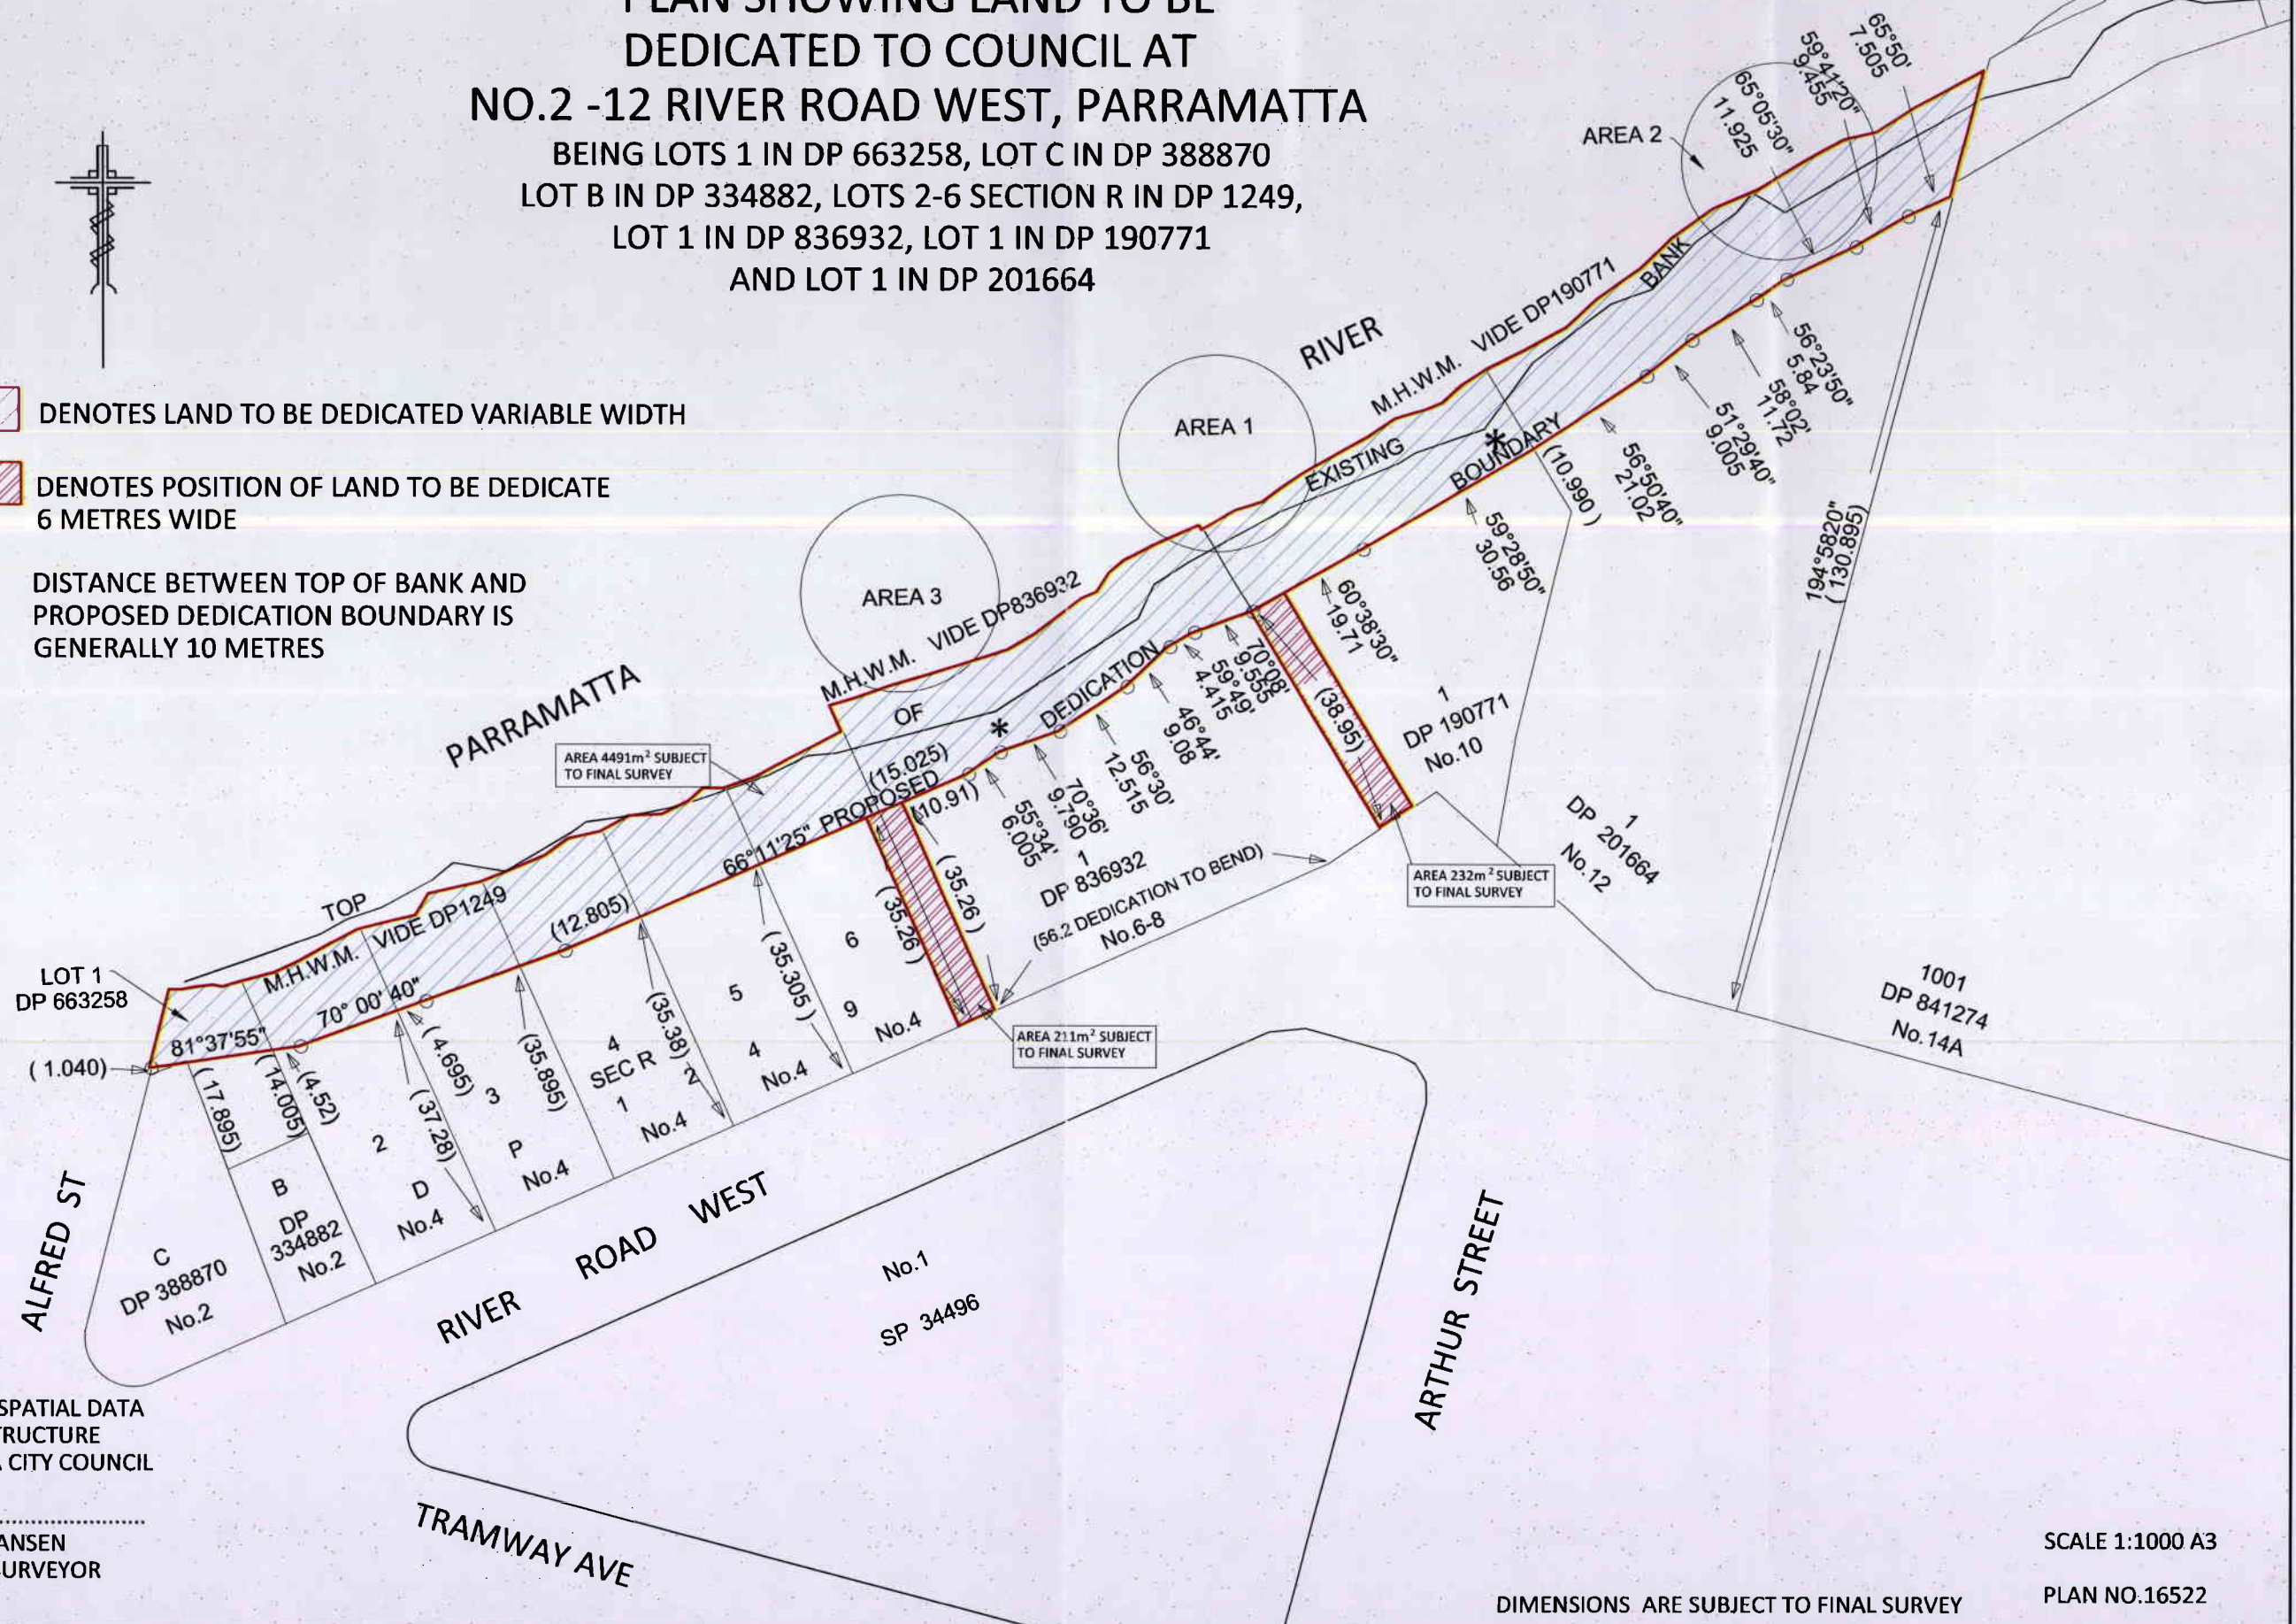 PLAN SHOWING LAND TO BE
DEDICATED TO COUNCIL AT
NO.2 -12 RIVER ROAD WEST, PARRAMATTA
BEING LOTS 1 IN DP 663258, LOT C IN DP 388870
LOT B IN DP 334882, LOTS 2-6 SECTION R IN DP 1249,
LOT 1 IN DP 836932, LOT 1 IN DP 190771
AND LOT 1 IN DP 201664
DENOTES LAND TO BE DEDICATED VARIABLE WIDTH
DENOTES POSITION OF LAND TO BE DEDICATE
6 METRES WIDE
DISTANCE BETWEEN TOP OF BANK AND
PROPOSED DEDICATION BOUNDARY IS
GENERALLY 10 METRES
65°50'
7.505
59°41'20"
9.455
65°05'30"
11.925
AREA 2
AREA 1
AREA 3
PARRAMATTA
RIVER
M.H.W.M. VIDE DP190771
M.H.W.M. VIDE DP836932
M.H.W.M. VIDE DP1249
TOP
OF
EXISTING
BANK
66°11'25" PROPOSED
DEDICATION
BOUNDARY
*
*
56°23'50"
5.84
58°02'
11.72
51°29'40"
9.005
56°50'40"
21.02
(10.990 )
59°28'50"
30.56
60°38'30"
19.71
194°5820"
( 130.895)
70°08'
9.555
59°49'
4.415
46°44'
9.08
56°30'
12.515
70°36'
9.790
55°34'
6.005
(15.025)
(10.91)
(38.95)
1
DP 190771
No.10
1
DP 201664
No.12
1
DP 836932
(56.2 DEDICATION TO BEND)
No.6-8
AREA 4491m² SUBJECT
TO FINAL SURVEY
AREA 232m² SUBJECT
TO FINAL SURVEY
AREA 211m² SUBJECT
TO FINAL SURVEY
1001
DP 841274
No.14A
LOT 1
DP 663258
( 1.040)
81°37'55"
70° 00' 40"
(12.805)
( 17.895)
(14.005)
(4.52)
( 37.28)
( 4.695)
(35.895)
(35.38)
( 35.305 )
( 35.26 )
( 35.26 )
C
DP 388870
No.2
B
DP
334882
No.2
2
D
No.4
3
P
No.4
4
SEC R
1
2
No.4
5
4
No.4
6
9
No.4
ALFRED ST
RIVER ROAD WEST
No.1
SP 34496
ARTHUR STREET
TRAMWAY AVE
SPATIAL DATA
TRUCTURE
CITY COUNCIL
ANSEN
URVEYOR
SCALE 1:1000 A3
DIMENSIONS ARE SUBJECT TO FINAL SURVEY
PLAN NO.16522